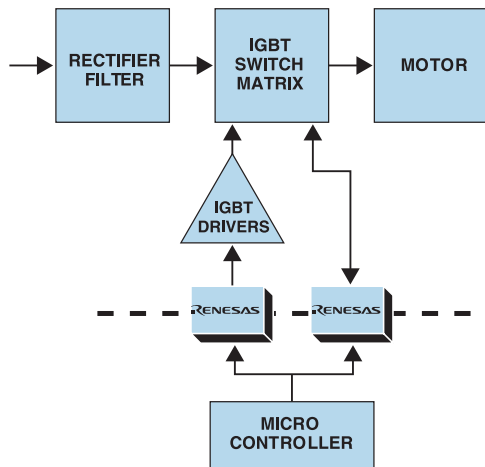 RECTIFIER
FILTER
IGBT
SWITCH
MATRIX
MOTOR
IGBT
DRIVERS
RENESAS
RENESAS
MICRO
CONTROLLER